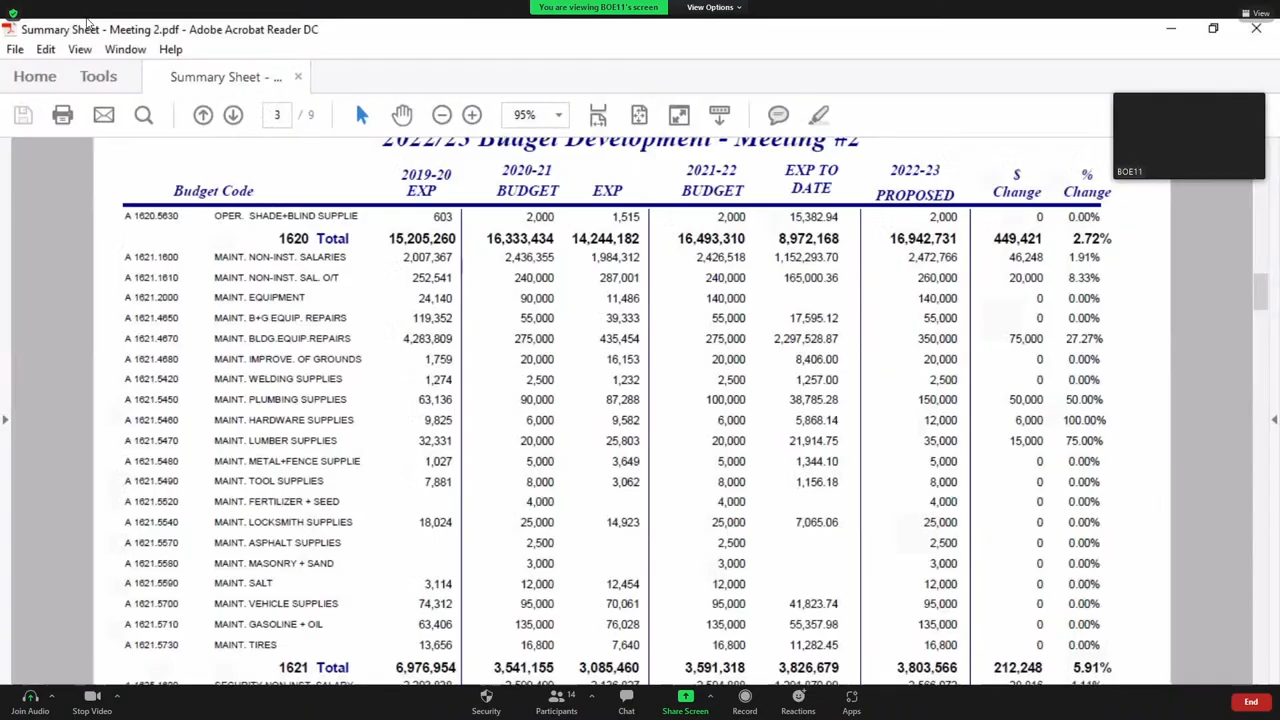 You are viewing BOE11's screen View Options View
Summary Sheet - Meeting 2.pdf - Adobe Acrobat Reader DC
File Edit View Window Help
Home Tools Summary Sheet - ... ×
3 / 9 95%
BOE11
2022/23 Budget Development - Meeting #2
Budget Code 2019-20 EXP 2020-21 BUDGET EXP 2021-22 BUDGET EXP TO DATE 2022-23 PROPOSED $ Change % Change
A 1620.5630 OPER. SHADE+BLIND SUPPLIE 603 2,000 1,515 2,000 15,382.94 2,000 0 0.00%
1620 Total 15,205,260 16,333,434 14,244,182 16,493,310 8,972,168 16,942,731 449,421 2.72%
A 1621.1600 MAINT. NON-INST. SALARIES 2,007,367 2,436,355 1,984,312 2,426,518 1,152,293.70 2,472,766 46,248 1.91%
A 1621.1610 MAINT. NON-INST. SAL. O/T 252,541 240,000 287,001 240,000 165,000.36 260,000 20,000 8.33%
A 1621.2000 MAINT. EQUIPMENT 24,140 90,000 11,486 140,000 140,000 0 0.00%
A 1621.4650 MAINT. B+G EQUIP. REPAIRS 119,352 55,000 39,333 55,000 17,595.12 55,000 0 0.00%
A 1621.4670 MAINT. BLDG.EQUIP.REPAIRS 4,283,809 275,000 435,454 275,000 2,297,528.87 350,000 75,000 27.27%
A 1621.4680 MAINT. IMPROVE. OF GROUNDS 1,759 20,000 16,153 20,000 8,406.00 20,000 0 0.00%
A 1621.5420 MAINT. WELDING SUPPLIES 1,274 2,500 1,232 2,500 1,257.00 2,500 0 0.00%
A 1621.5450 MAINT. PLUMBING SUPPLIES 63,136 90,000 87,288 100,000 38,785.28 150,000 50,000 50.00%
A 1621.5460 MAINT. HARDWARE SUPPLIES 9,825 6,000 9,582 6,000 5,868.14 12,000 6,000 100.00%
A 1621.5470 MAINT. LUMBER SUPPLIES 32,331 20,000 25,803 20,000 21,914.75 35,000 15,000 75.00%
A 1621.5480 MAINT. METAL+FENCE SUPPLIE 1,027 5,000 3,649 5,000 1,344.10 5,000 0 0.00%
A 1621.5490 MAINT. TOOL SUPPLIES 7,881 8,000 3,062 8,000 1,156.18 8,000 0 0.00%
A 1621.5520 MAINT. FERTILIZER + SEED 4,000 4,000 4,000 0 0.00%
A 1621.5540 MAINT. LOCKSMITH SUPPLIES 18,024 25,000 14,923 25,000 7,065.06 25,000 0 0.00%
A 1621.5570 MAINT. ASPHALT SUPPLIES 2,500 2,500 2,500 0 0.00%
A 1621.5580 MAINT. MASONRY + SAND 3,000 3,000 3,000 0 0.00%
A 1621.5590 MAINT. SALT 3,114 12,000 12,454 12,000 12,000 0 0.00%
A 1621.5700 MAINT. VEHICLE SUPPLIES 74,312 95,000 70,061 95,000 41,823.74 95,000 0 0.00%
A 1621.5710 MAINT. GASOLINE + OIL 63,406 135,000 76,028 135,000 55,357.98 135,000 0 0.00%
A 1621.5730 MAINT. TIRES 13,656 16,800 7,640 16,800 11,282.45 16,800 0 0.00%
1621 Total 6,976,954 3,541,155 3,085,460 3,591,318 3,826,679 3,803,566 212,248 5.91%
Join Audio Stop Video Security Participants 14 Chat Share Screen Record Reactions Apps End